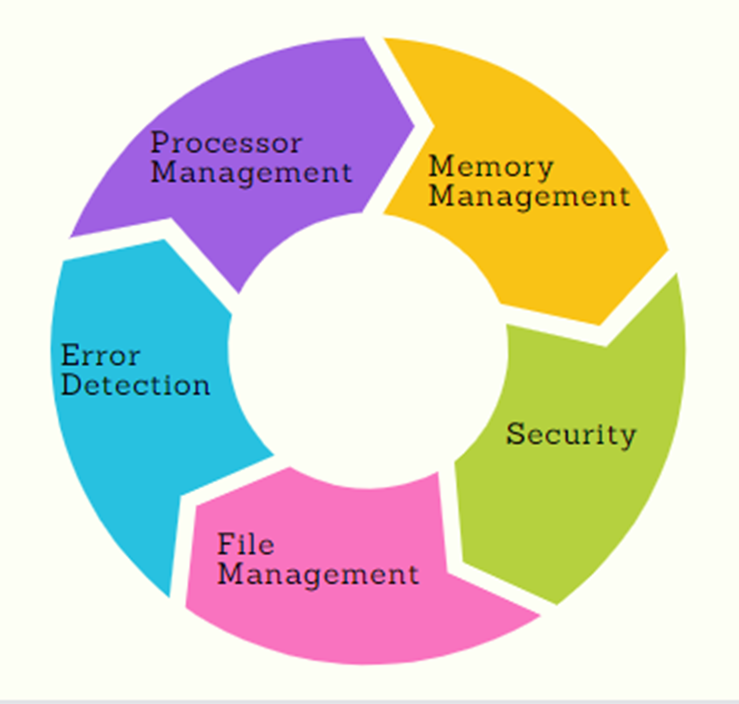 Processor
Management
Memory
Management
Security
File
Management
Error
Detection